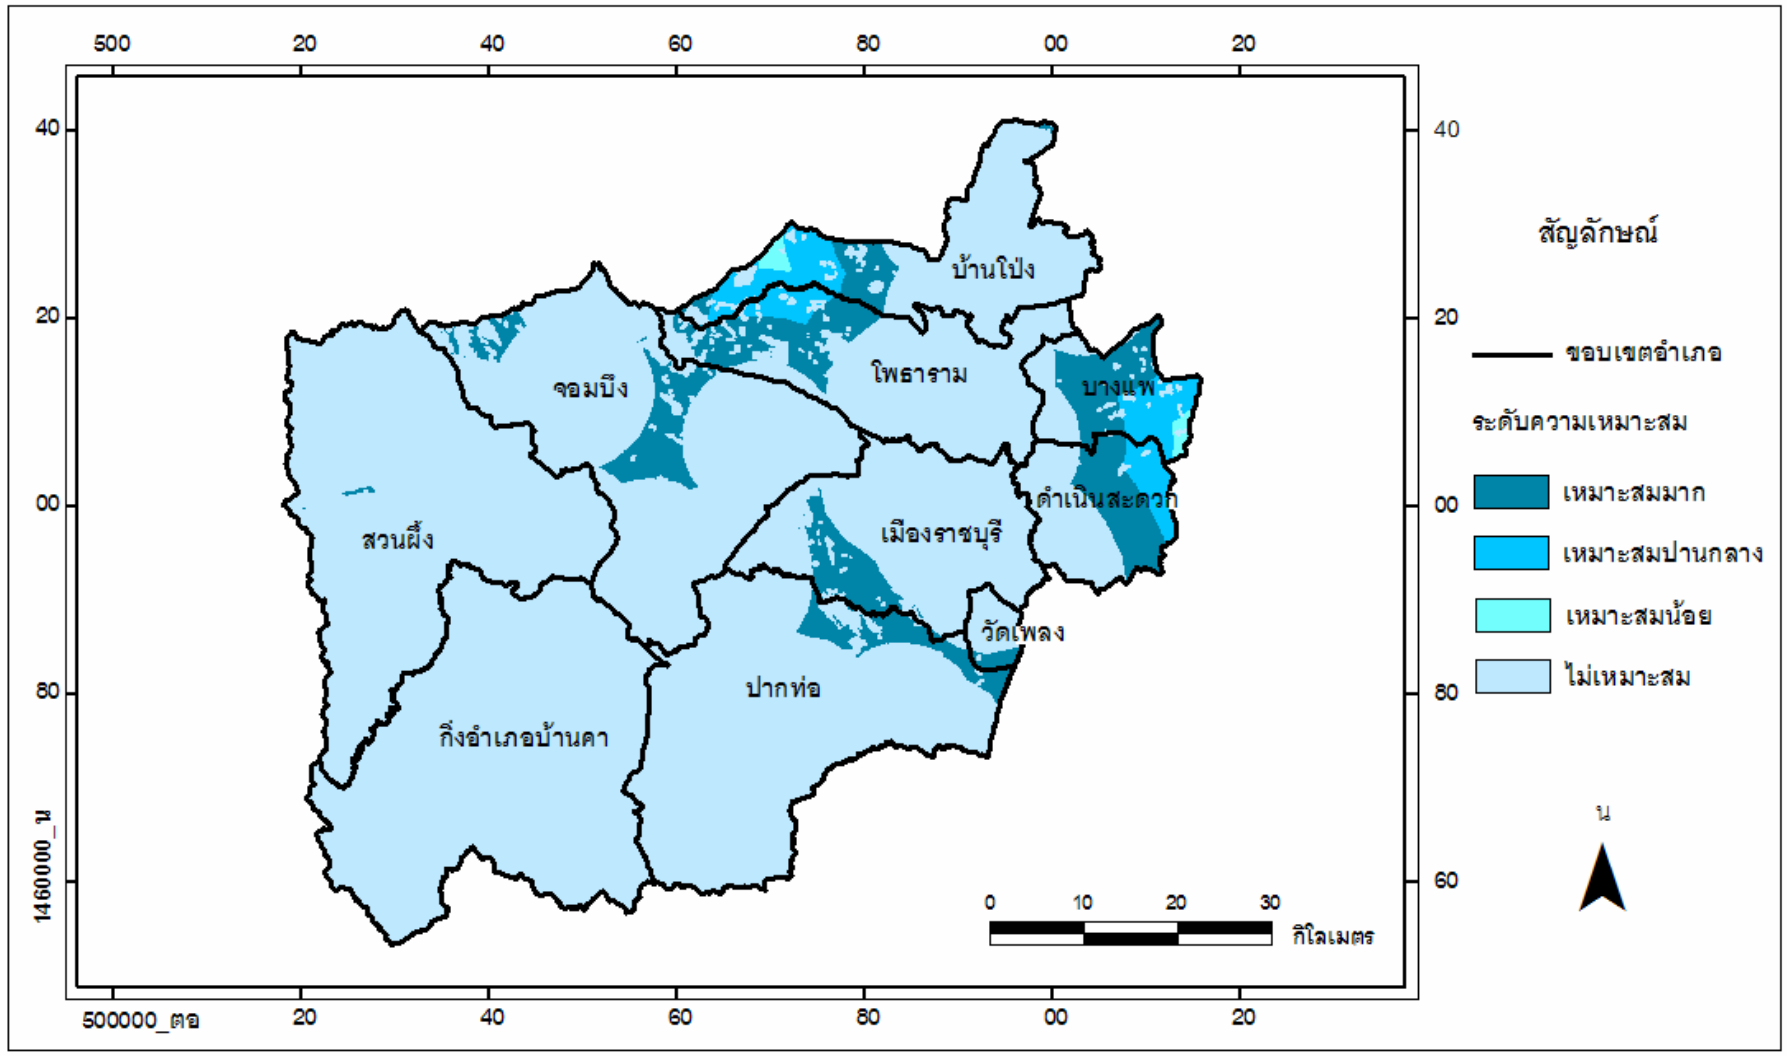 500 20 40 60 80 00 20
40 40
20 20
00 00
80 80
1460000_น 60
บ้านโป่ง
โพธาราม
จอมบึง
บางแพ
ดำเนินสะดวก
สวนผึ้ง
เมืองราชบุรี
วัดเพลง
ปากท่อ
กิ่งอำเภอบ้านคา
0 10 20 30
กิโลเมตร
500000_ตอ 20 40 60 80 00 20
สัญลักษณ์
ขอบเขตอำเภอ
ระดับความเหมาะสม
เหมาะสมมาก
เหมาะสมปานกลาง
เหมาะสมน้อย
ไม่เหมาะสม
น